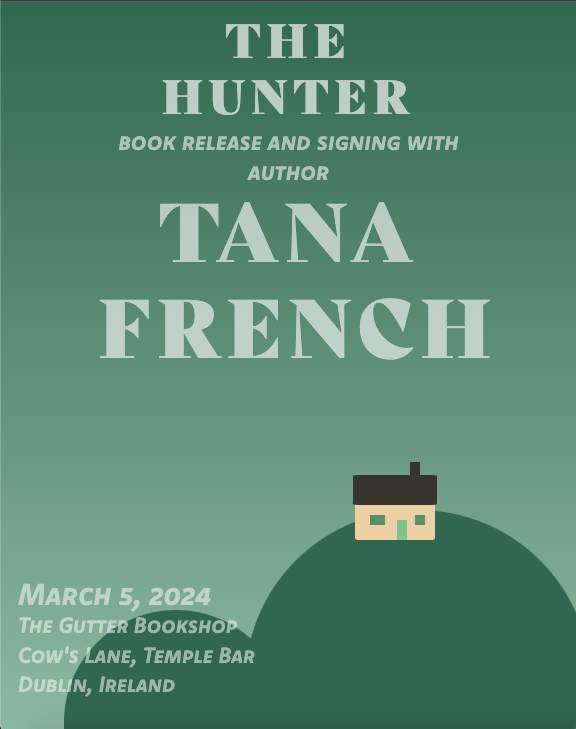 THE
HUNTER
BOOK RELEASE AND SIGNING WITH
AUTHOR
TANA
FRENCH
MARCH 5, 2024
THE GUTTER BOOKSHOP
COW'S LANE, TEMPLE BAR
DUBLIN, IRELAND